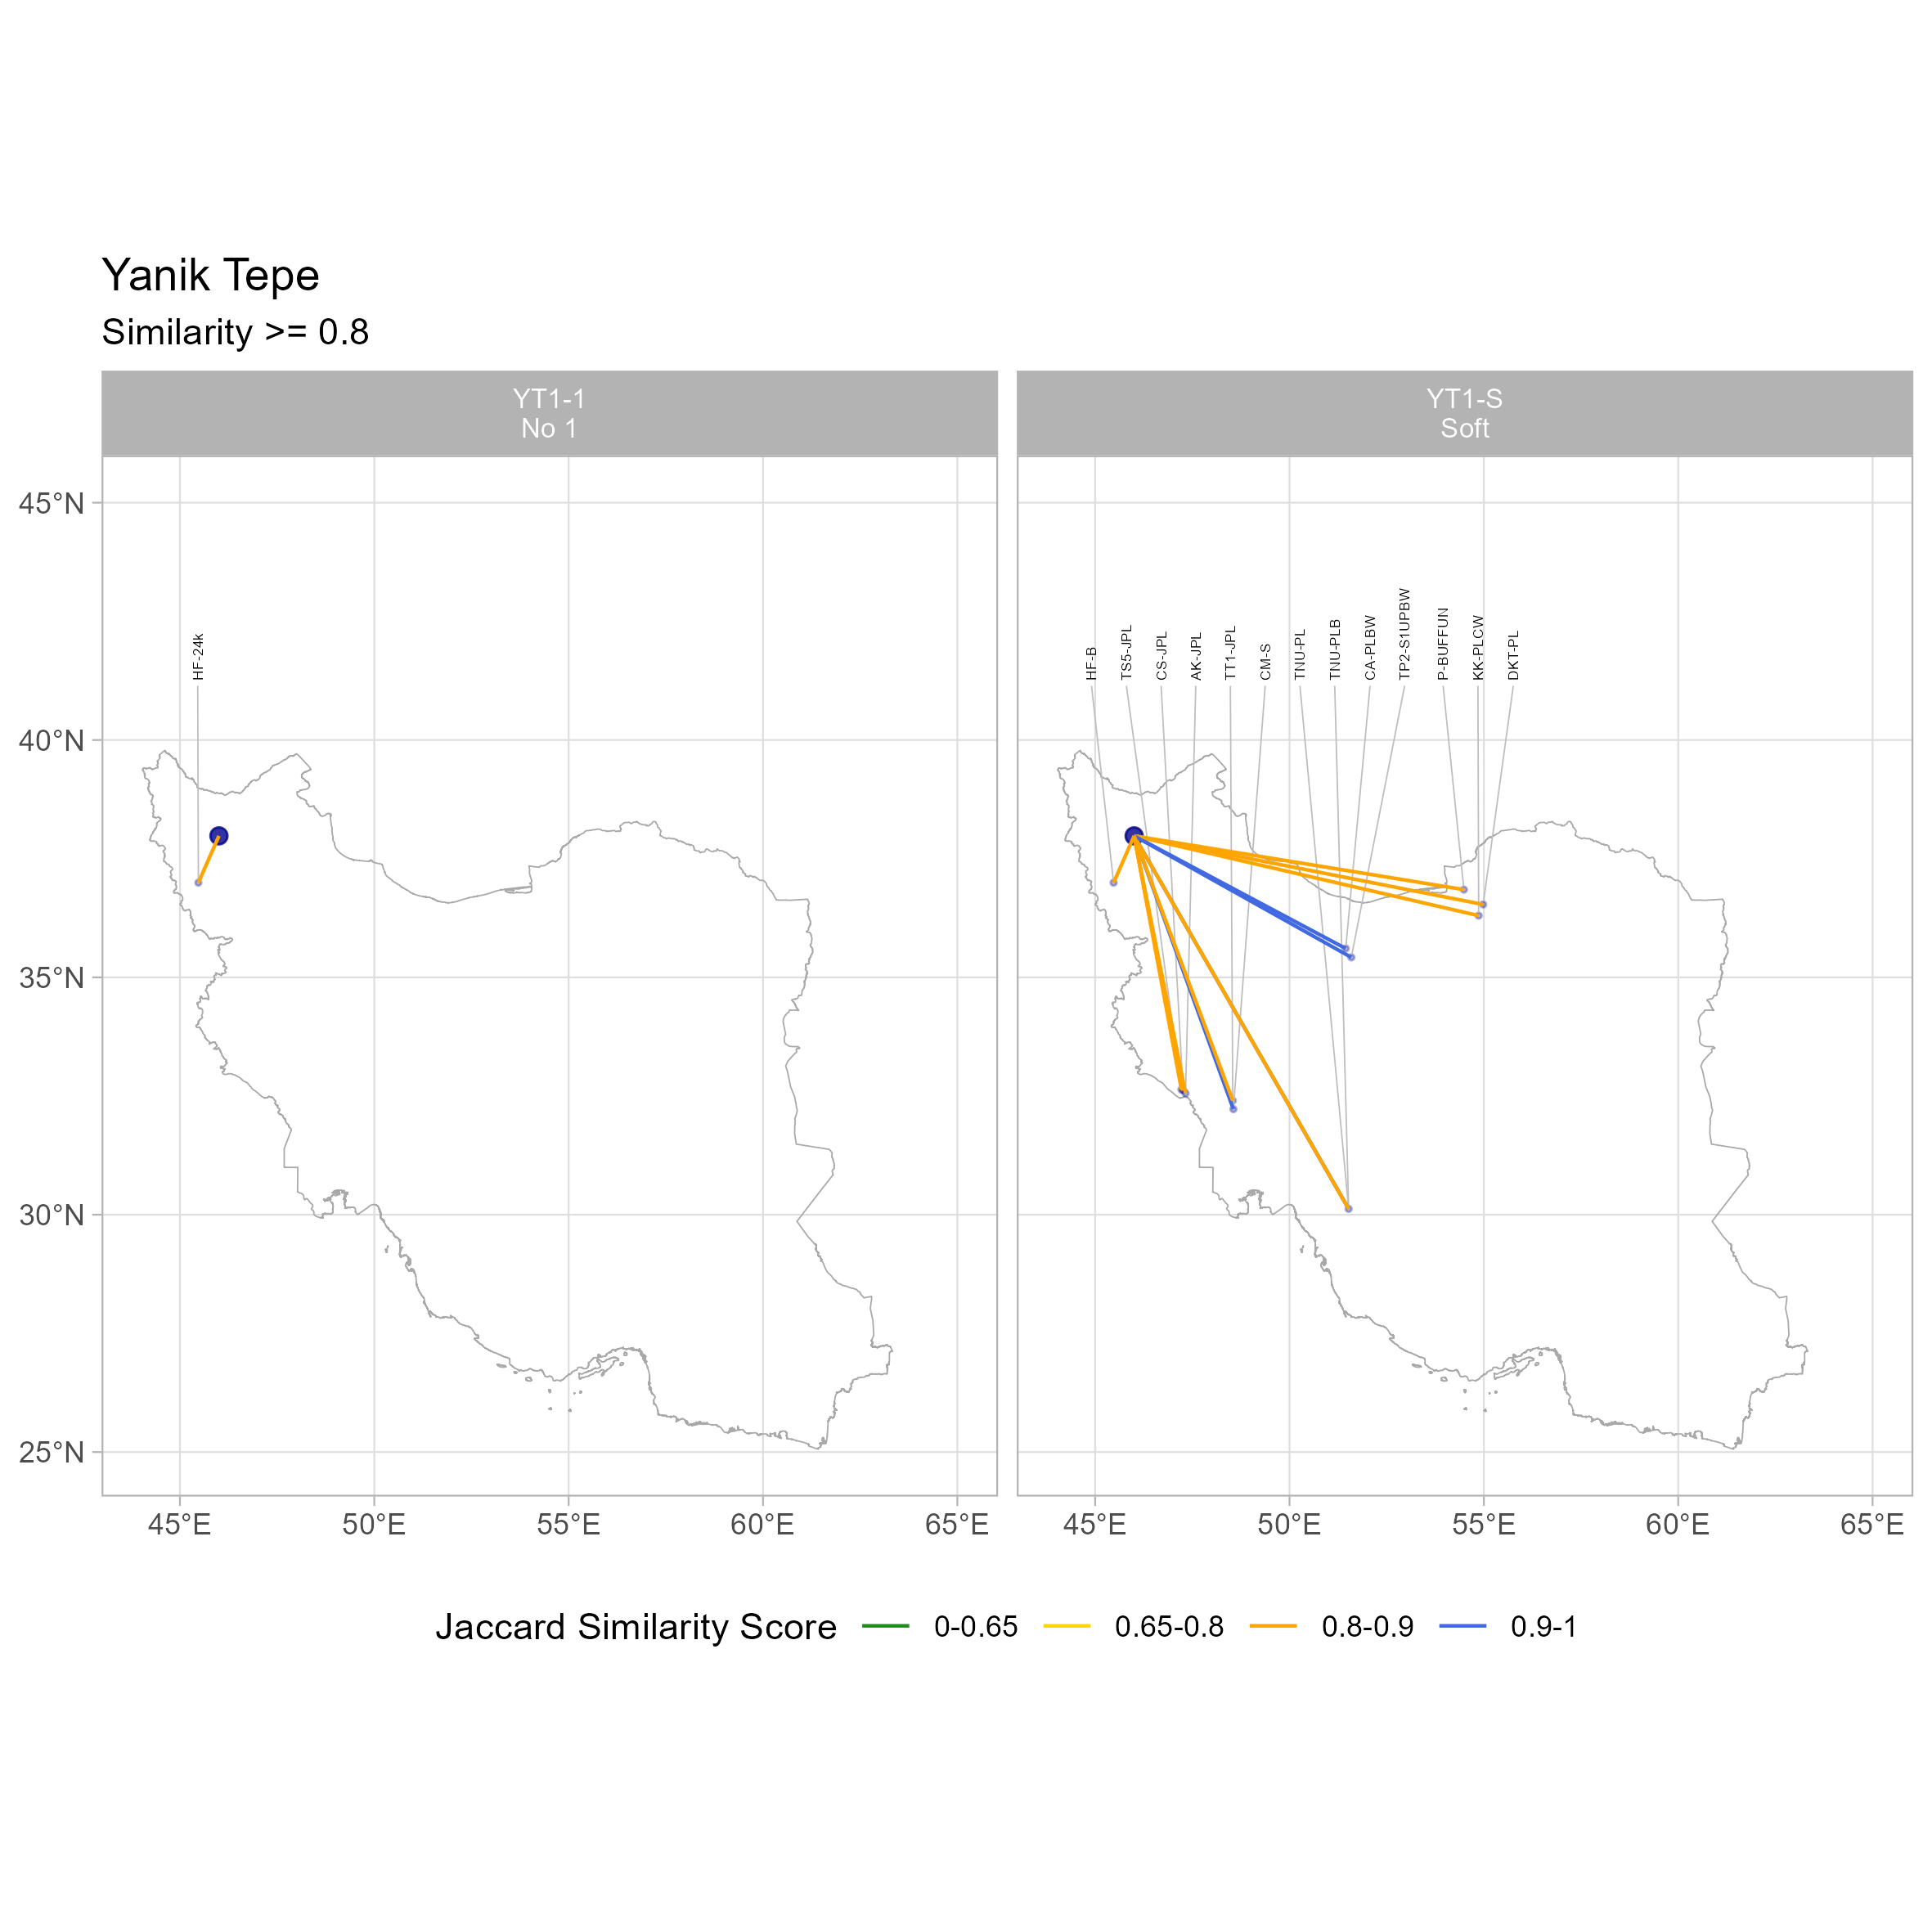 Yanik Tepe
Similarity >= 0.8
YT1-1
No 1
YT1-S
Soft
45°N
40°N
35°N
30°N
25°N
HF-24k
HF-B
TS5-JPL
CS-JPL
AK-JPL
TT1-JPL
CM-S
TNU-PL
TNU-PLB
CA-PLBW
TP2-S1UPBW
P-BUFFUN
KK-PLCW
DKT-PL
45°E 50°E 55°E 60°E 65°E
45°E 50°E 55°E 60°E 65°E
Jaccard Similarity Score 0-0.65 0.65-0.8 0.8-0.9 0.9-1